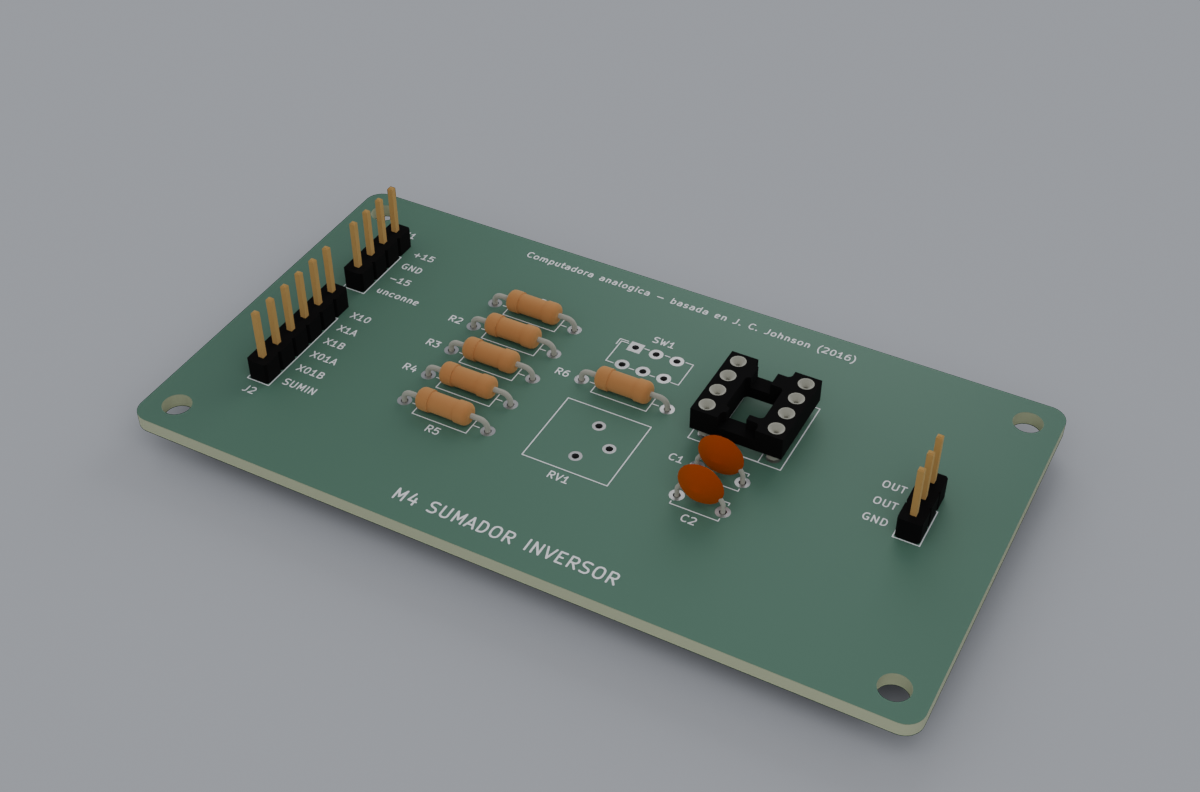 Computadora analogica — basada en J. C. Johnson (2016)
+15
GND
-15
unconne
X10
X1A
X1B
X01A
X01B
SUMIN
J2
R2
R3
R4
R5
R6
SW1
RV1
C1
C2
OUT
OUT
GND
M4 SUMADOR INVERSOR